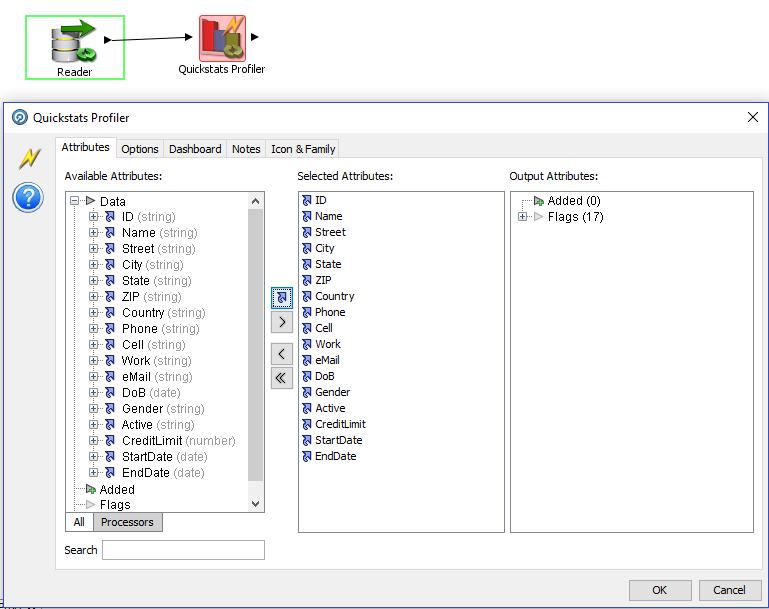 Reader
Quickstats Profiler
Quickstats Profiler
Attributes Options Dashboard Notes Icon & Family
Available Attributes:
Data
ID (string)
Name (string)
Street (string)
City (string)
State (string)
ZIP (string)
Country (string)
Phone (string)
Cell (string)
Work (string)
eMail (string)
DoB (date)
Gender (string)
Active (string)
CreditLimit (number)
StartDate (date)
EndDate (date)
Added
Flags
All Processors
Search
Selected Attributes:
ID
Name
Street
City
State
ZIP
Country
Phone
Cell
Work
eMail
DoB
Gender
Active
CreditLimit
StartDate
EndDate
Output Attributes:
Added (0)
Flags (17)
OK Cancel